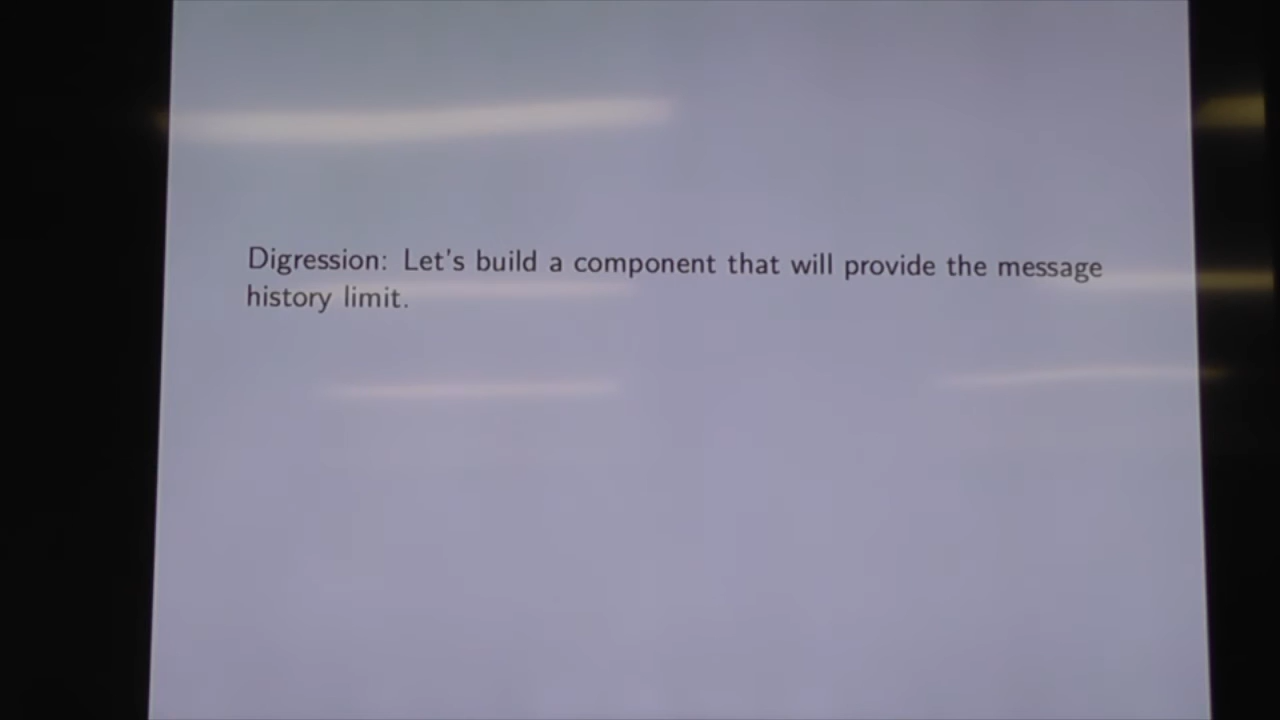 Digression: Let's build a component that will provide the message
history limit.